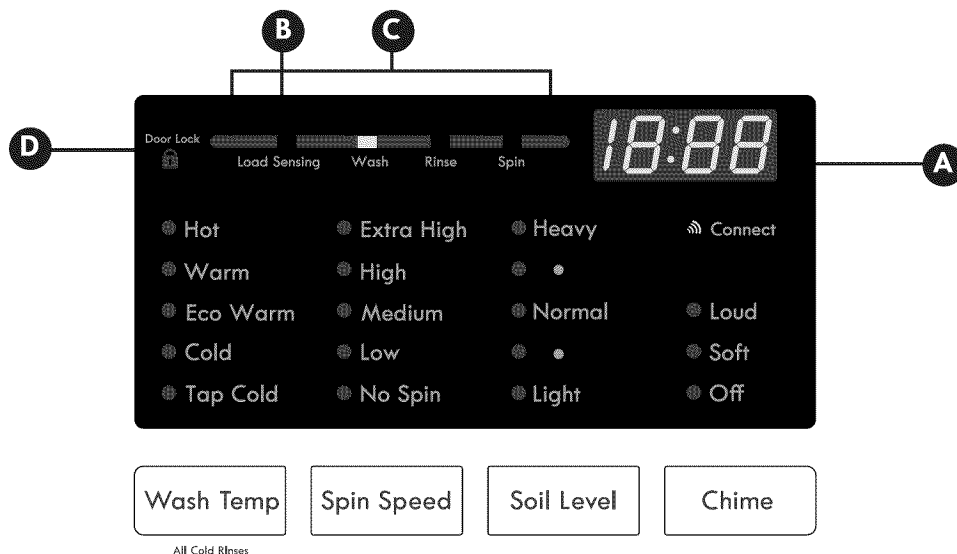 B C
D A
Door Lock
18:88
Load Sensing Wash Rinse Spin
Hot Extra High Heavy Connect
Warm High
Eco Warm Medium Normal Loud
Cold Low Soft
Tap Cold No Spin Light Off
Wash Temp Spin Speed Soil Level Chime
All Cold Rinses